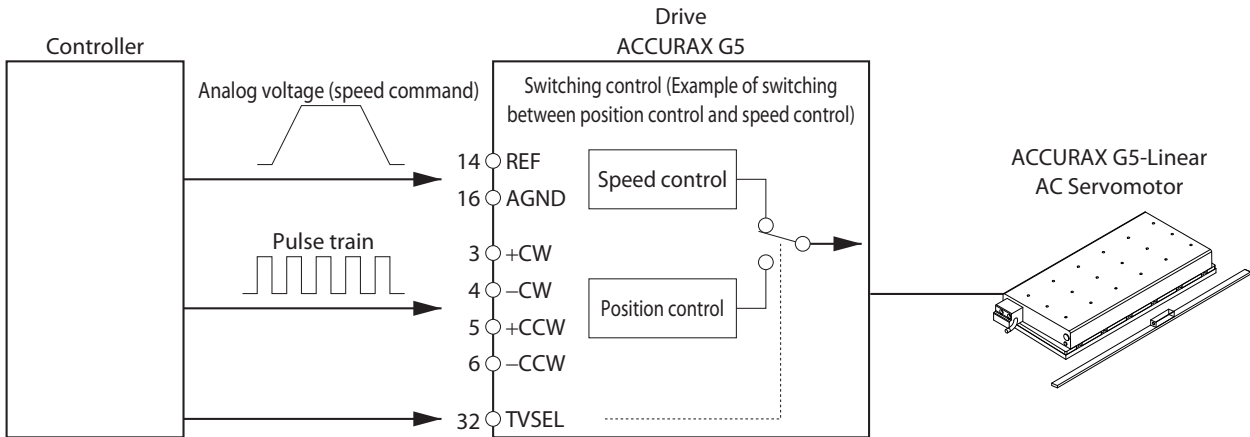 Drive
ACCURAX G5
Controller
Analog voltage (speed command)
Switching control (Example of switching
between position control and speed control)
14 REF
Speed control
16 AGND
ACCURAX G5-Linear
AC Servomotor
Pulse train
3 +CW
4 −CW
Position control
5 +CCW
6 −CCW
32 TVSEL